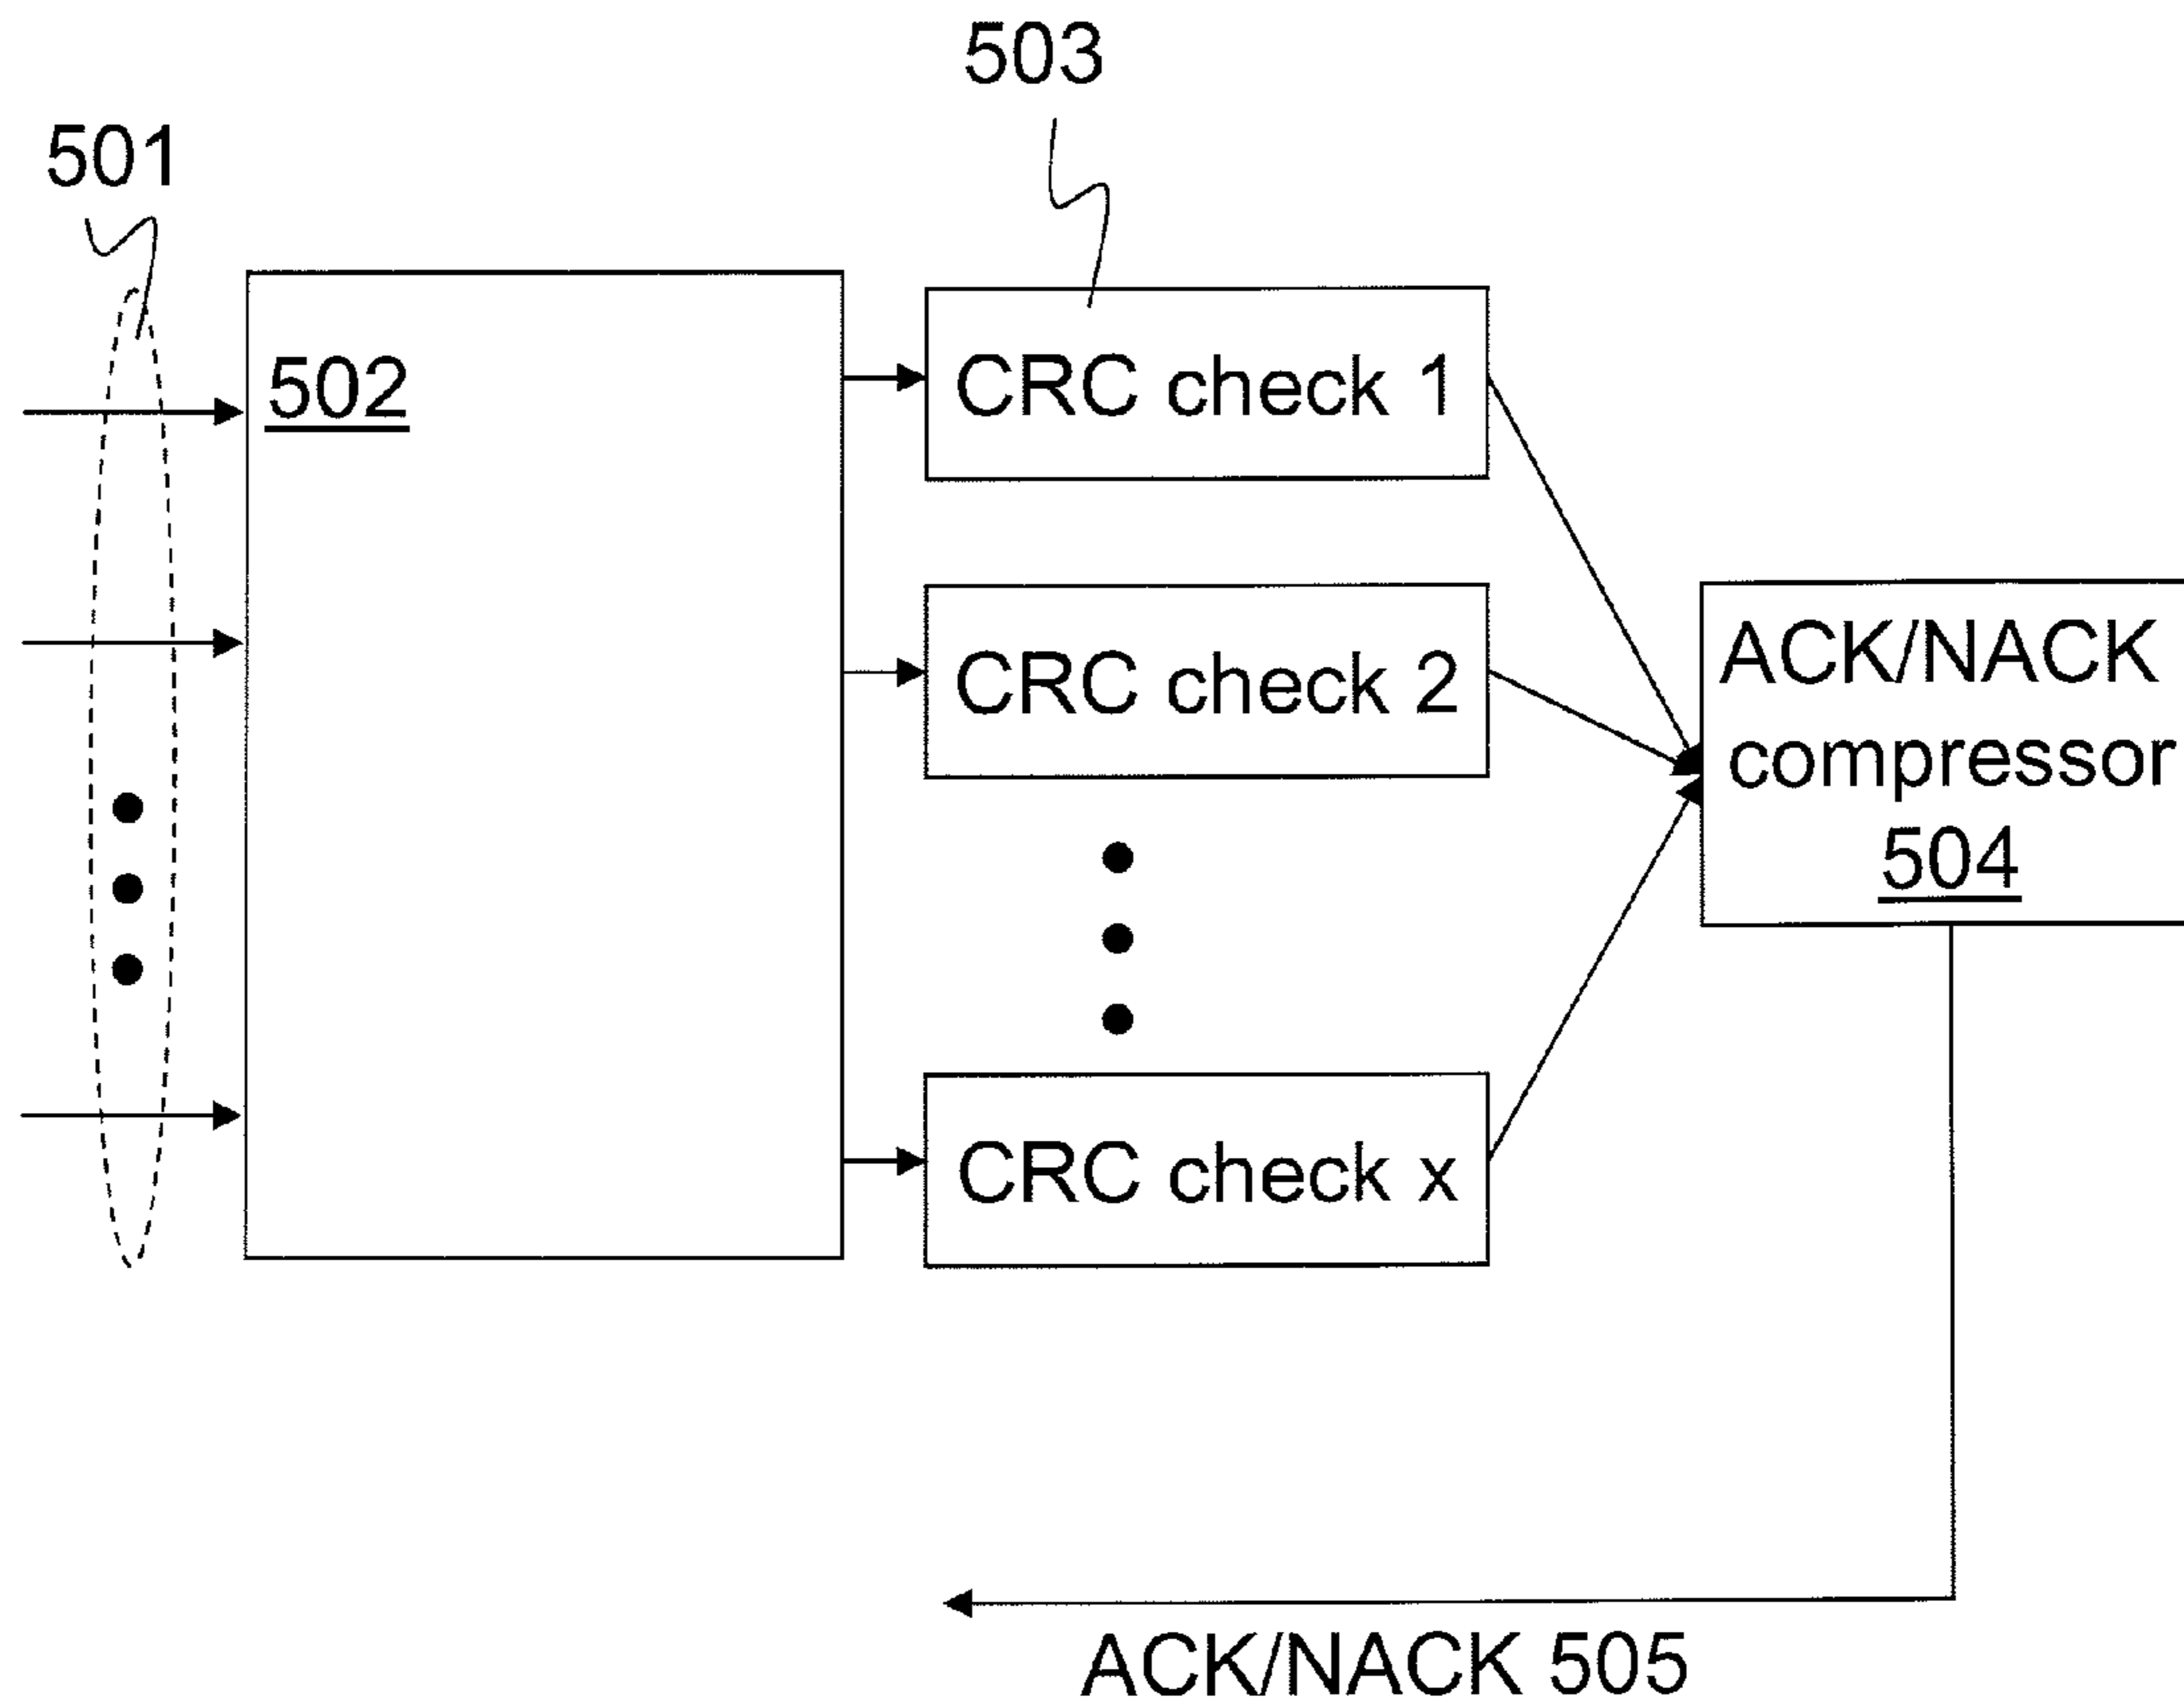 503
501
502
CRC check 1
CRC check 2
ACK/NACK
compressor
504
CRC check x
ACK/NACK 505